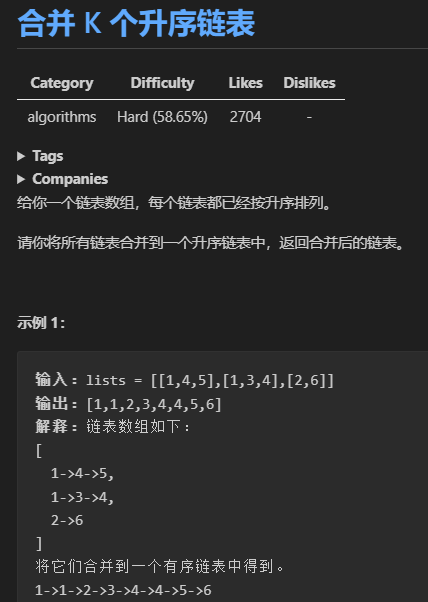 合并 K 个升序链表
Category Difficulty Likes Dislikes
algorithms Hard (58.65%) 2704 -
▶ Tags
▶ Companies
给你一个链表数组，每个链表都已经按升序排列。
请你将所有链表合并到一个升序链表中，返回合并后的链表。
示例 1：
输入：lists = [[1,4,5],[1,3,4],[2,6]]
输出：[1,1,2,3,4,4,5,6]
解释：链表数组如下：
[
  1->4->5,
  1->3->4,
  2->6
]
将它们合并到一个有序链表中得到。
1->1->2->3->4->4->5->6